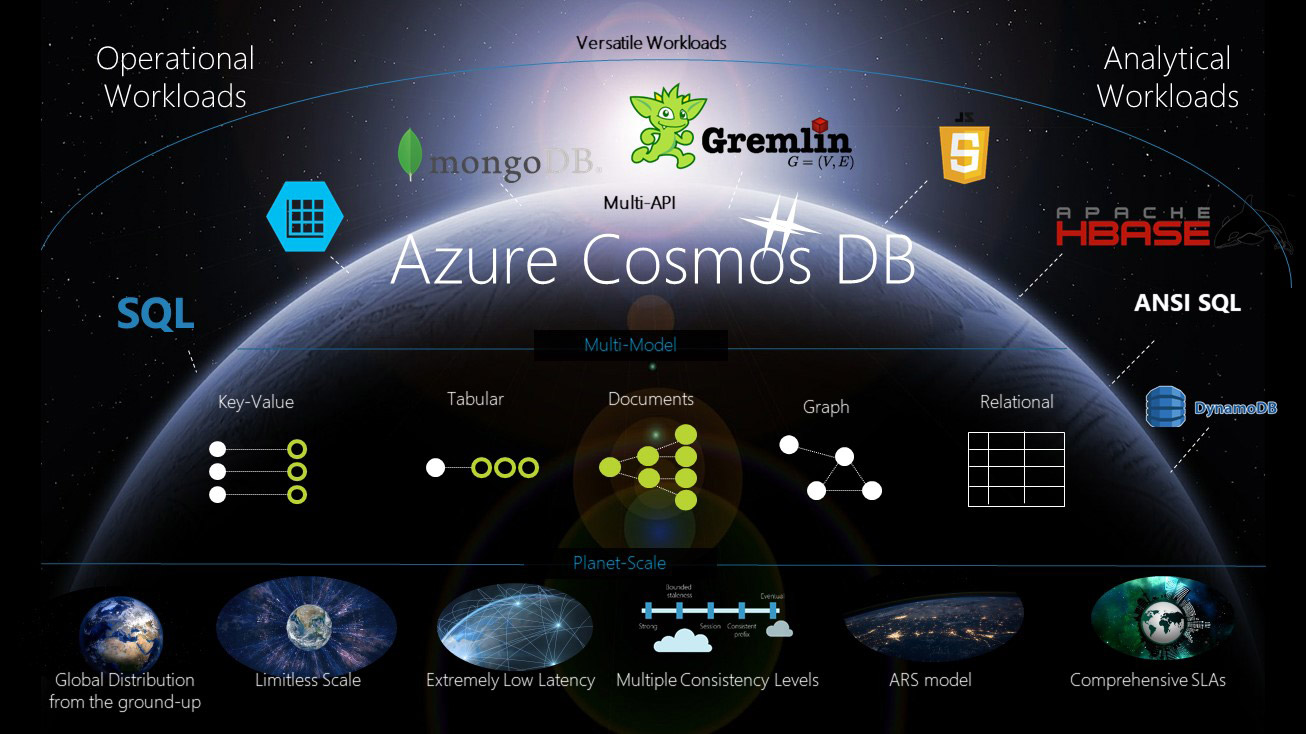 Versatile Workloads
Operational
Workloads
Analytical
Workloads
mongoDB.
Gremlin
G = (V, E)
JS
5
Multi-API
APACHE
HBASE
Azure Cosmos DB
SQL
ANSI SQL
Multi-Model
DynamoDB
Key-Value
Tabular
Documents
Graph
Relational
Planet-Scale
Bounded
staleness
Eventual
Strong
Session
Consistent
prefix
Global Distribution
from the ground-up
Limitless Scale
Extremely Low Latency
Multiple Consistency Levels
ARS model
Comprehensive SLAs